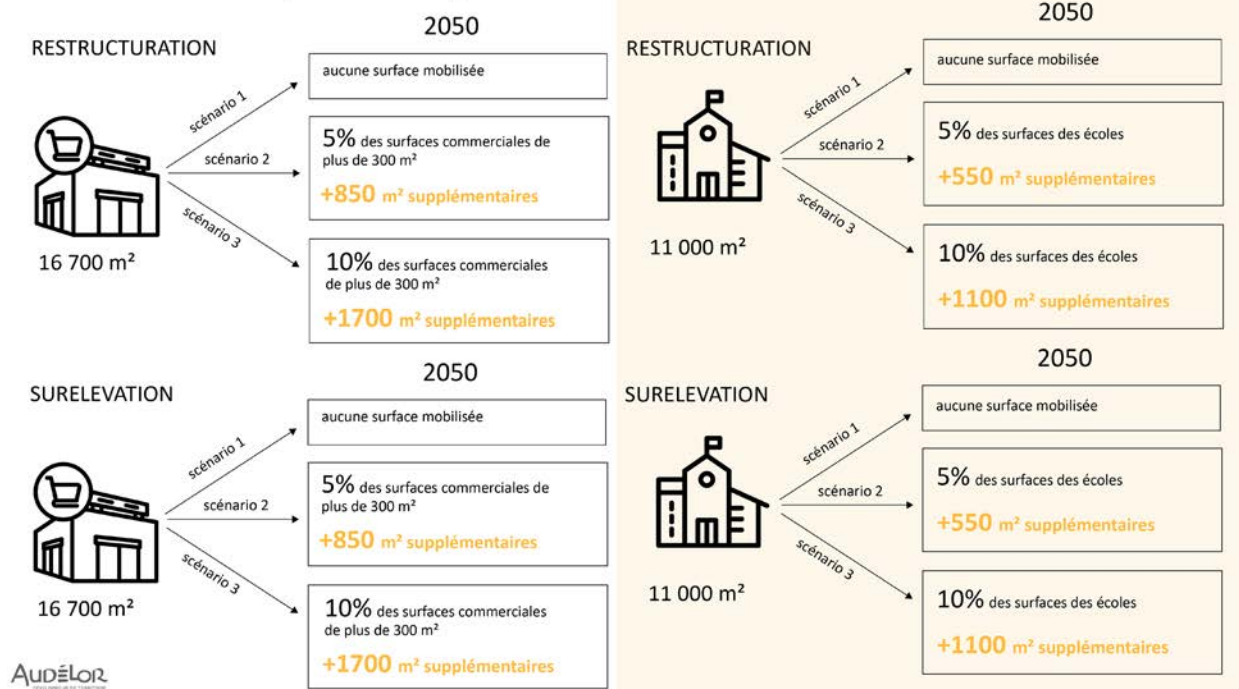 2050
RESTRUCTURATION
scénario 1
scénario 2
scénario 3
16 700 m²
aucune surface mobilisée
5% des surfaces commerciales de
plus de 300 m²
+850 m² supplémentaires
10% des surfaces commerciales
de plus de 300 m²
+1700 m² supplémentaires
2050
RESTRUCTURATION
scénario 1
scénario 2
scénario 3
11 000 m²
aucune surface mobilisée
5% des surfaces des écoles
+550 m² supplémentaires
10% des surfaces des écoles
+1100 m² supplémentaires
2050
SURELEVATION
scénario 1
scénario 2
scénario 3
16 700 m²
aucune surface mobilisée
5% des surfaces commerciales de
plus de 300 m²
+850 m² supplémentaires
10% des surfaces commerciales
de plus de 300 m²
+1700 m² supplémentaires
2050
SURELEVATION
scénario 1
scénario 2
scénario 3
11 000 m²
aucune surface mobilisée
5% des surfaces des écoles
+550 m² supplémentaires
10% des surfaces des écoles
+1100 m² supplémentaires
AUDÉLOR